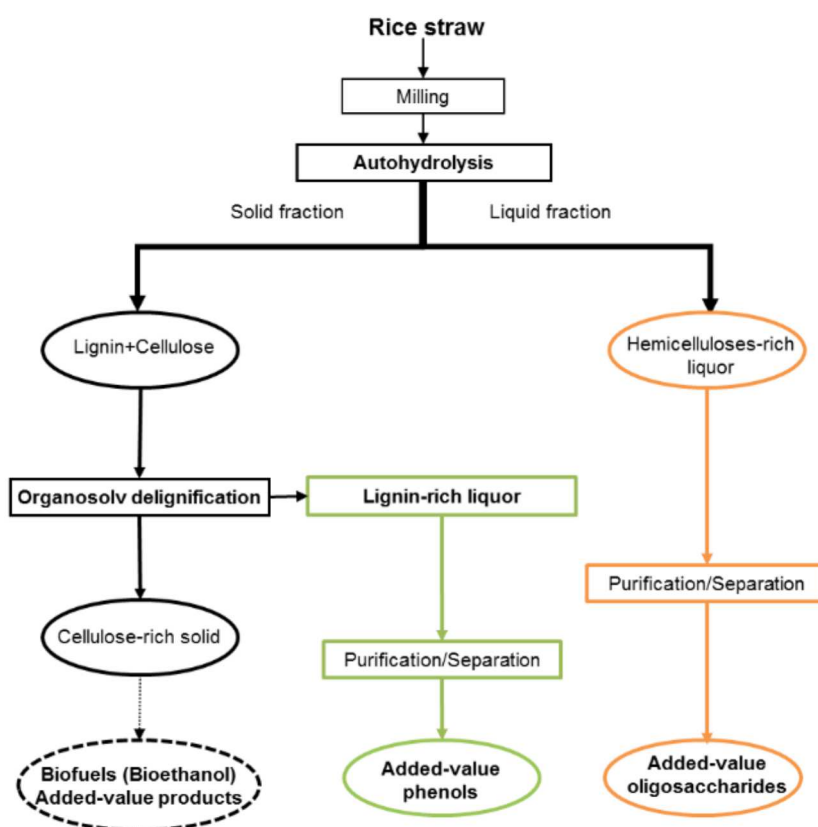 Rice straw
Milling
Autohydrolysis
Solid fraction
Liquid fraction
Lignin+Cellulose
Hemicelluloses-rich
liquor
Organosolv delignification
Lignin-rich liquor
Purification/Separation
Cellulose-rich solid
Purification/Separation
Biofuels (Bioethanol)
Added-value products
Added-value
phenols
Added-value
oligosaccharides